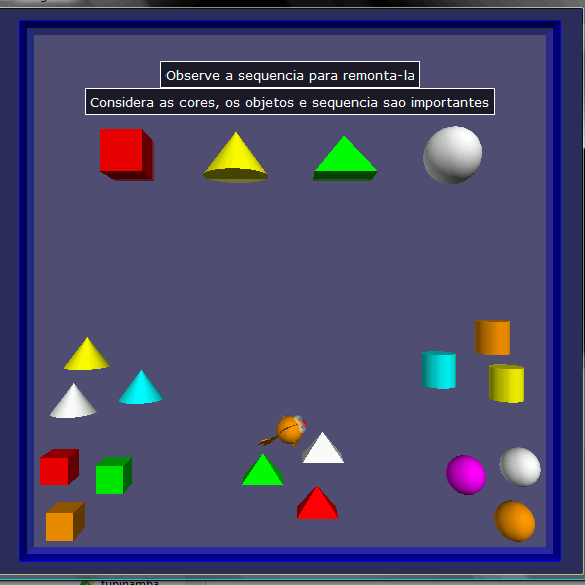 Observe a sequencia para remonta-la
Considera as cores, os objetos e sequencia sao importantes